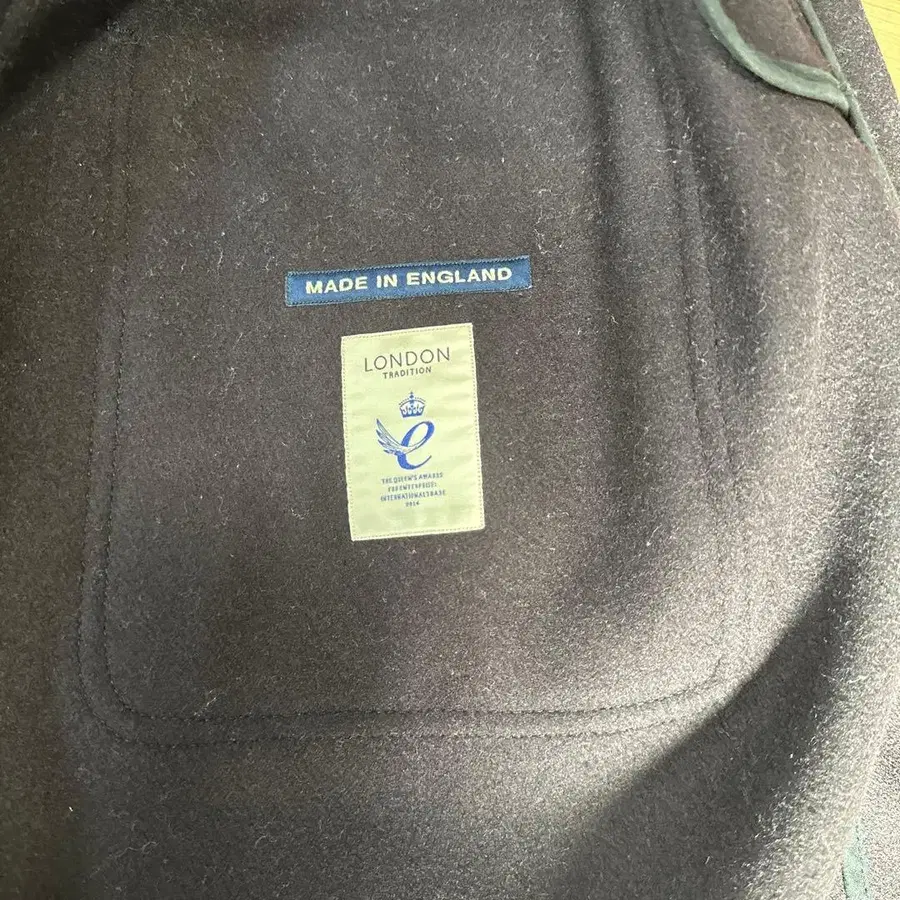 MADE IN ENGLAND
LONDON
TRADITION
e
THE QUEEN'S AWARDS
FOR ENTERPRISE:
INTERNATIONAL TRADE
2014